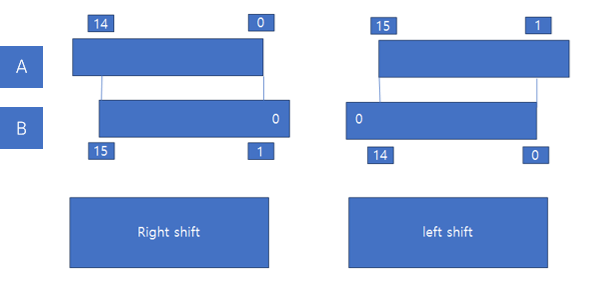 14 0
15 1
A
B
0
0
15 1
14 0
Right shift
left shift